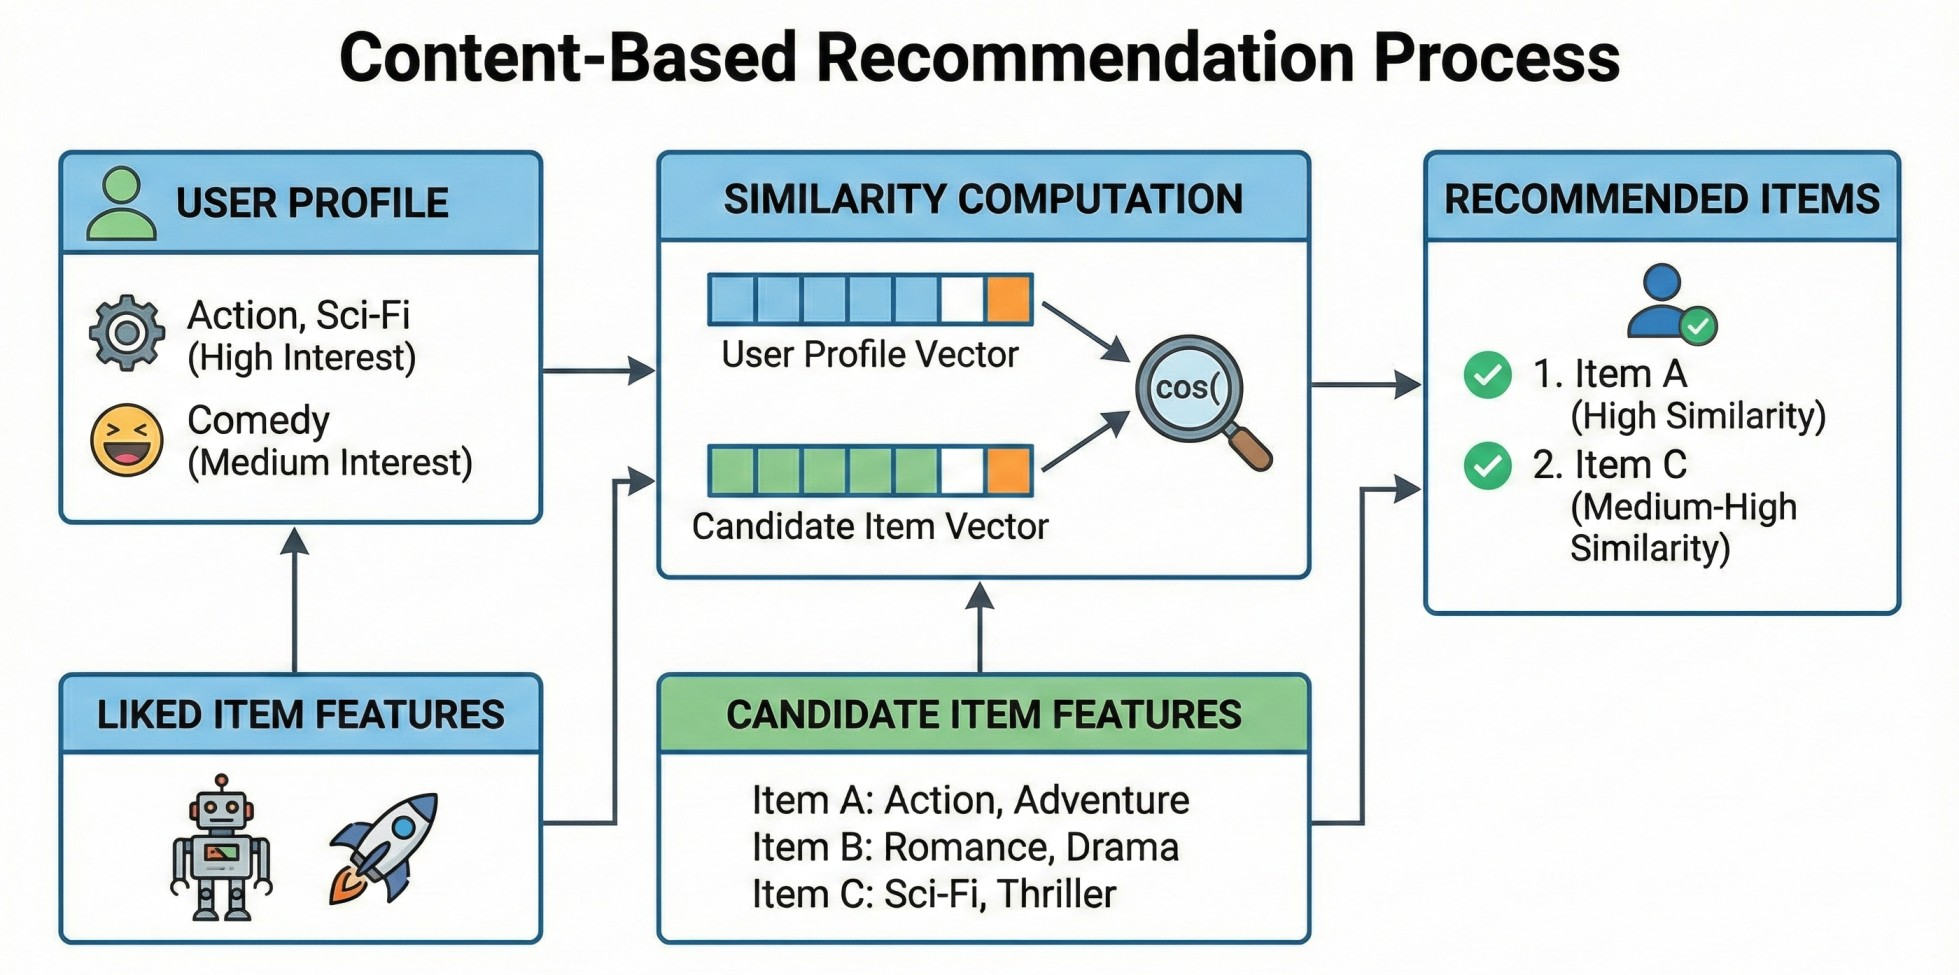 Content-Based Recommendation Process
USER PROFILE
Action, Sci-Fi
(High Interest)
Comedy
(Medium Interest)
SIMILARITY COMPUTATION
User Profile Vector
cos(
Candidate Item Vector
RECOMMENDED ITEMS
1. Item A
(High Similarity)
2. Item C
(Medium-High
Similarity)
LIKED ITEM FEATURES
CANDIDATE ITEM FEATURES
Item A: Action, Adventure
Item B: Romance, Drama
Item C: Sci-Fi, Thriller